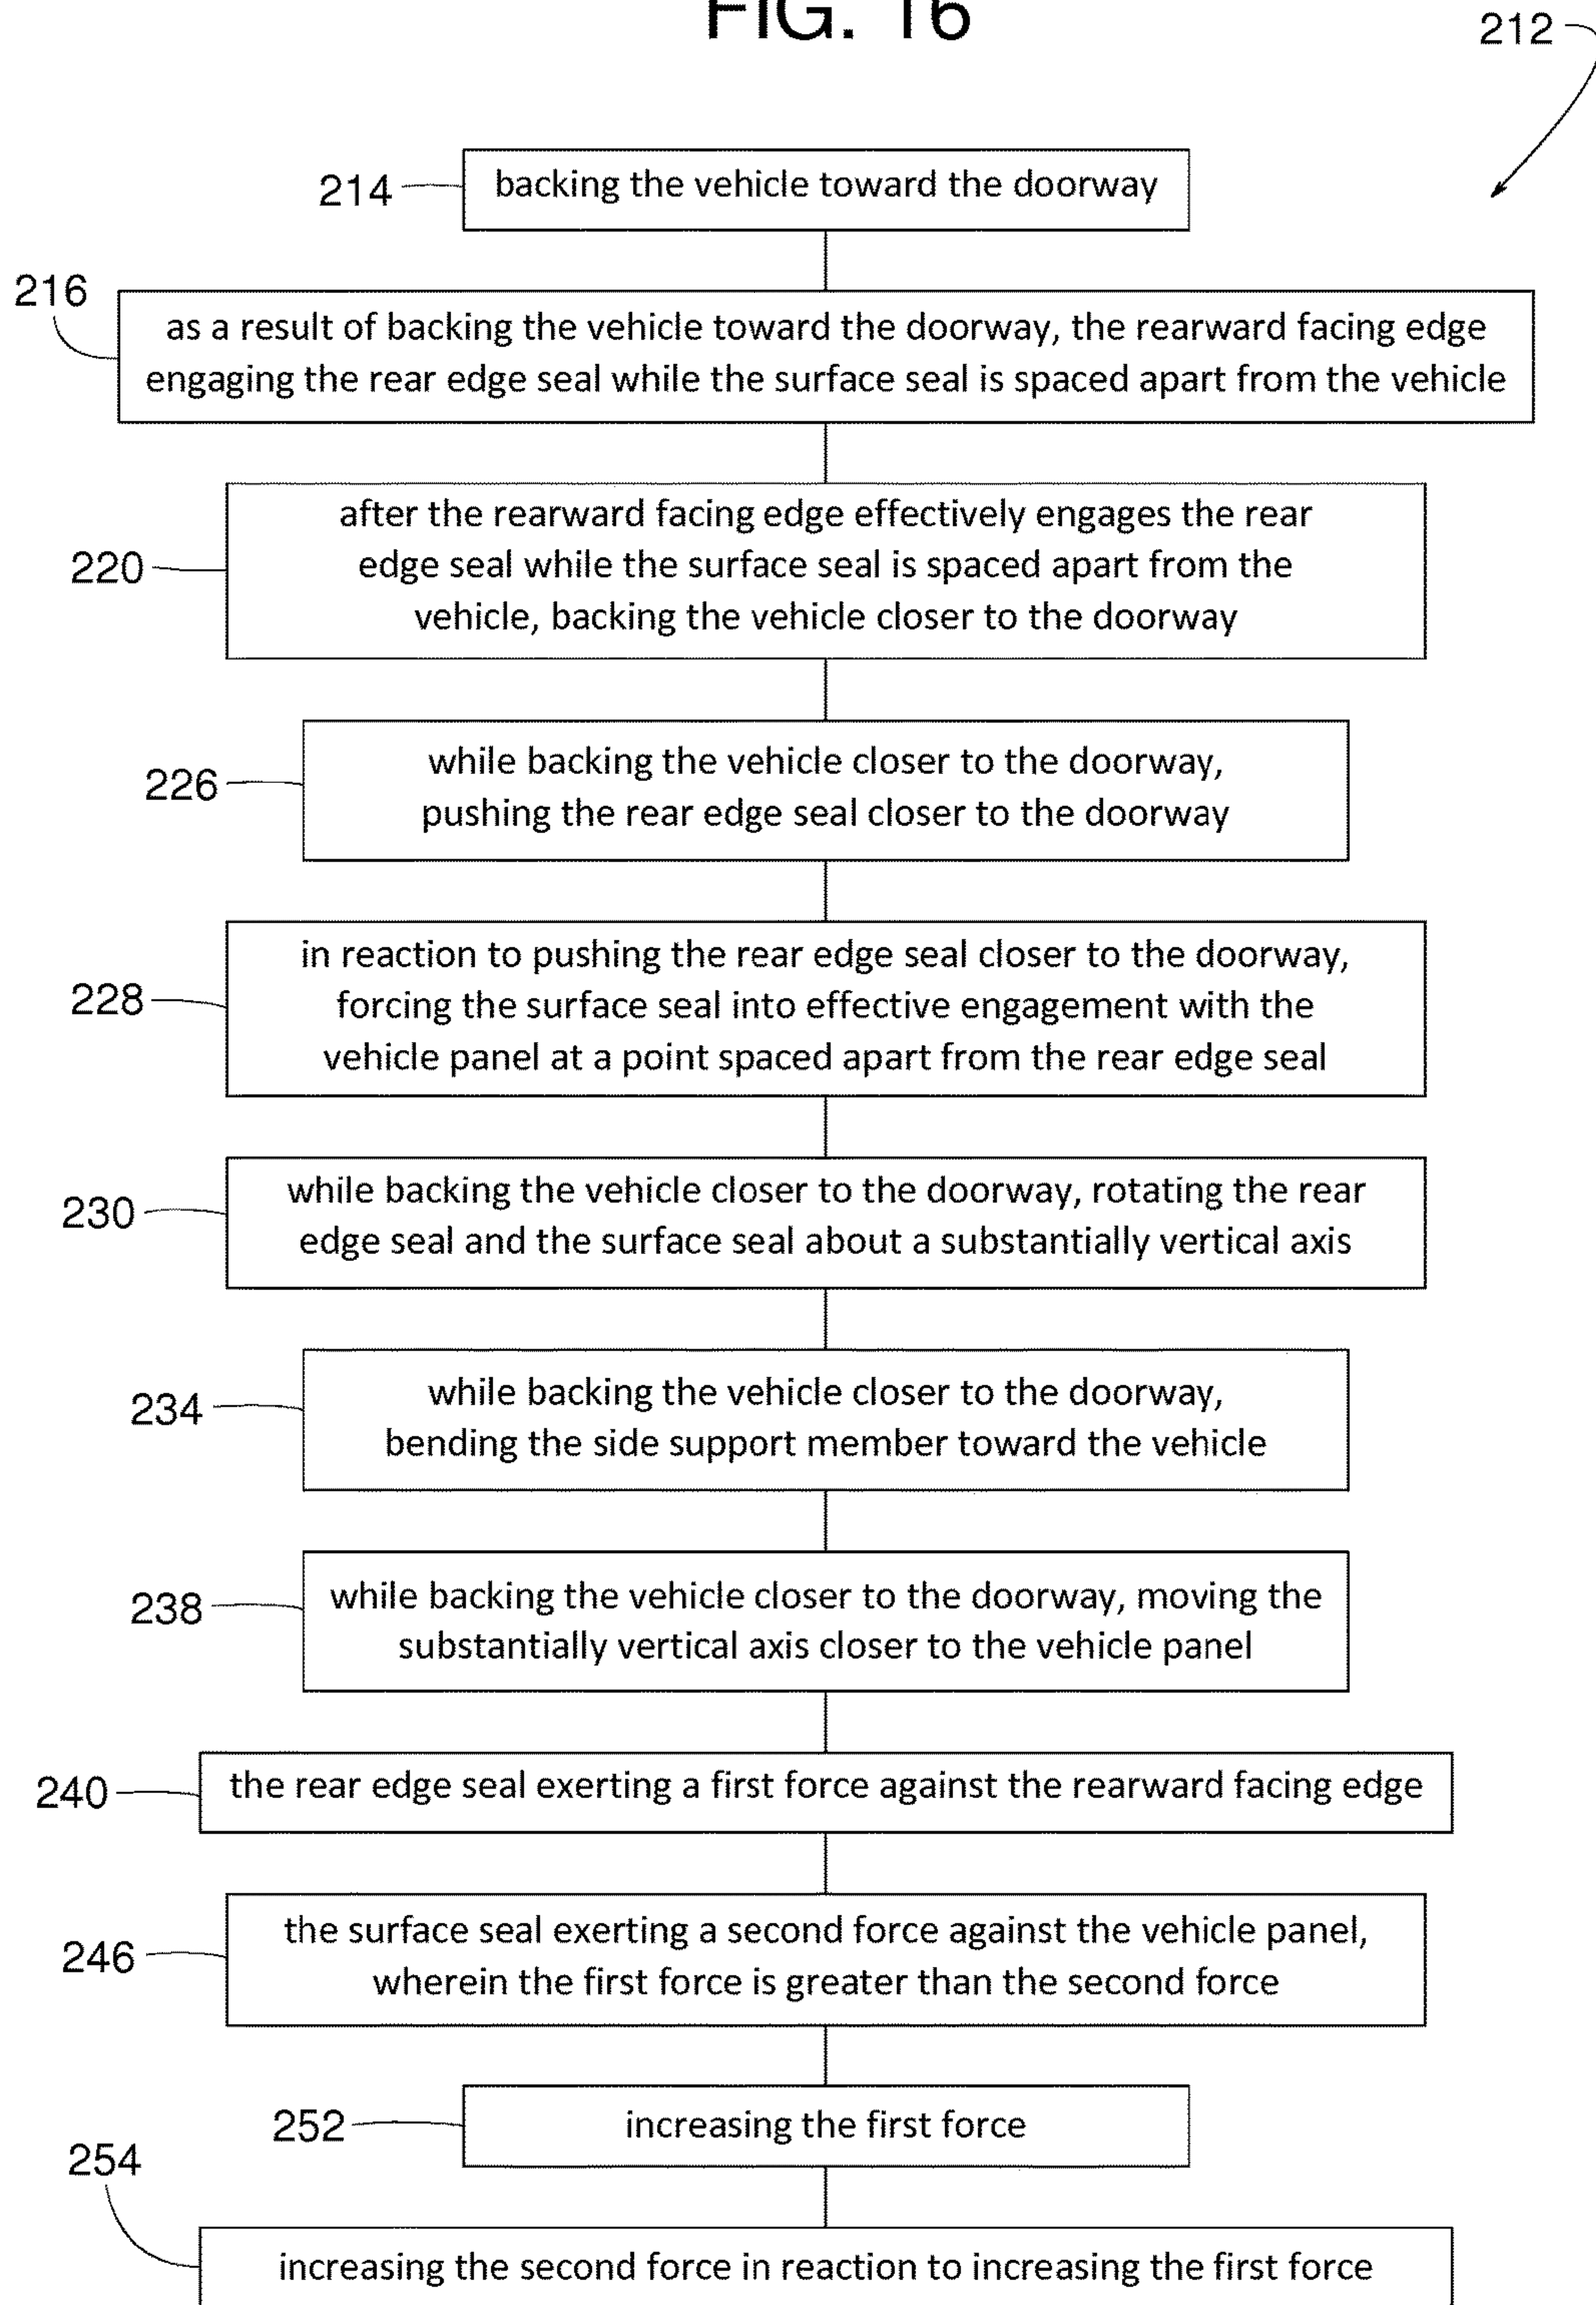 FIG. 16
212
214
backing the vehicle toward the doorway
216
as a result of backing the vehicle toward the doorway, the rearward facing edge
engaging the rear edge seal while the surface seal is spaced apart from the vehicle
220
after the rearward facing edge effectively engages the rear
edge seal while the surface seal is spaced apart from the
vehicle, backing the vehicle closer to the doorway
226
while backing the vehicle closer to the doorway,
pushing the rear edge seal closer to the doorway
228
in reaction to pushing the rear edge seal closer to the doorway,
forcing the surface seal into effective engagement with the
vehicle panel at a point spaced apart from the rear edge seal
230
while backing the vehicle closer to the doorway, rotating the rear
edge seal and the surface seal about a substantially vertical axis
234
while backing the vehicle closer to the doorway,
bending the side support member toward the vehicle
238
while backing the vehicle closer to the doorway, moving the
substantially vertical axis closer to the vehicle panel
240
the rear edge seal exerting a first force against the rearward facing edge
246
the surface seal exerting a second force against the vehicle panel,
wherein the first force is greater than the second force
252
increasing the first force
254
increasing the second force in reaction to increasing the first force